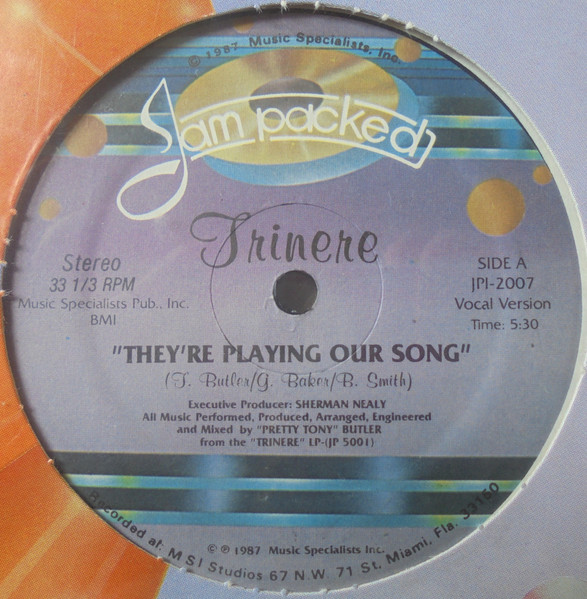 © 1987 Music Specialists, Inc.
Jam packed
Trinere
Stereo
33 1/3 RPM
Music Specialists Pub., Inc.
BMI
SIDE A
JPI-2007
Vocal Version
Time: 5:30
"THEY'RE PLAYING OUR SONG"
(T. Butler/G. Baker/B. Smith)
Executive Producer: SHERMAN NEALY
All Music Performed, Produced, Arranged, Engineered
and Mixed by "PRETTY TONY" BUTLER
from the "TRINERE" LP-(JP 5001)
© ℗ 1987 Music Specialists Inc.
Recorded at: MSI Studios 67 N.W. 71 St. Miami, Fla. 33150